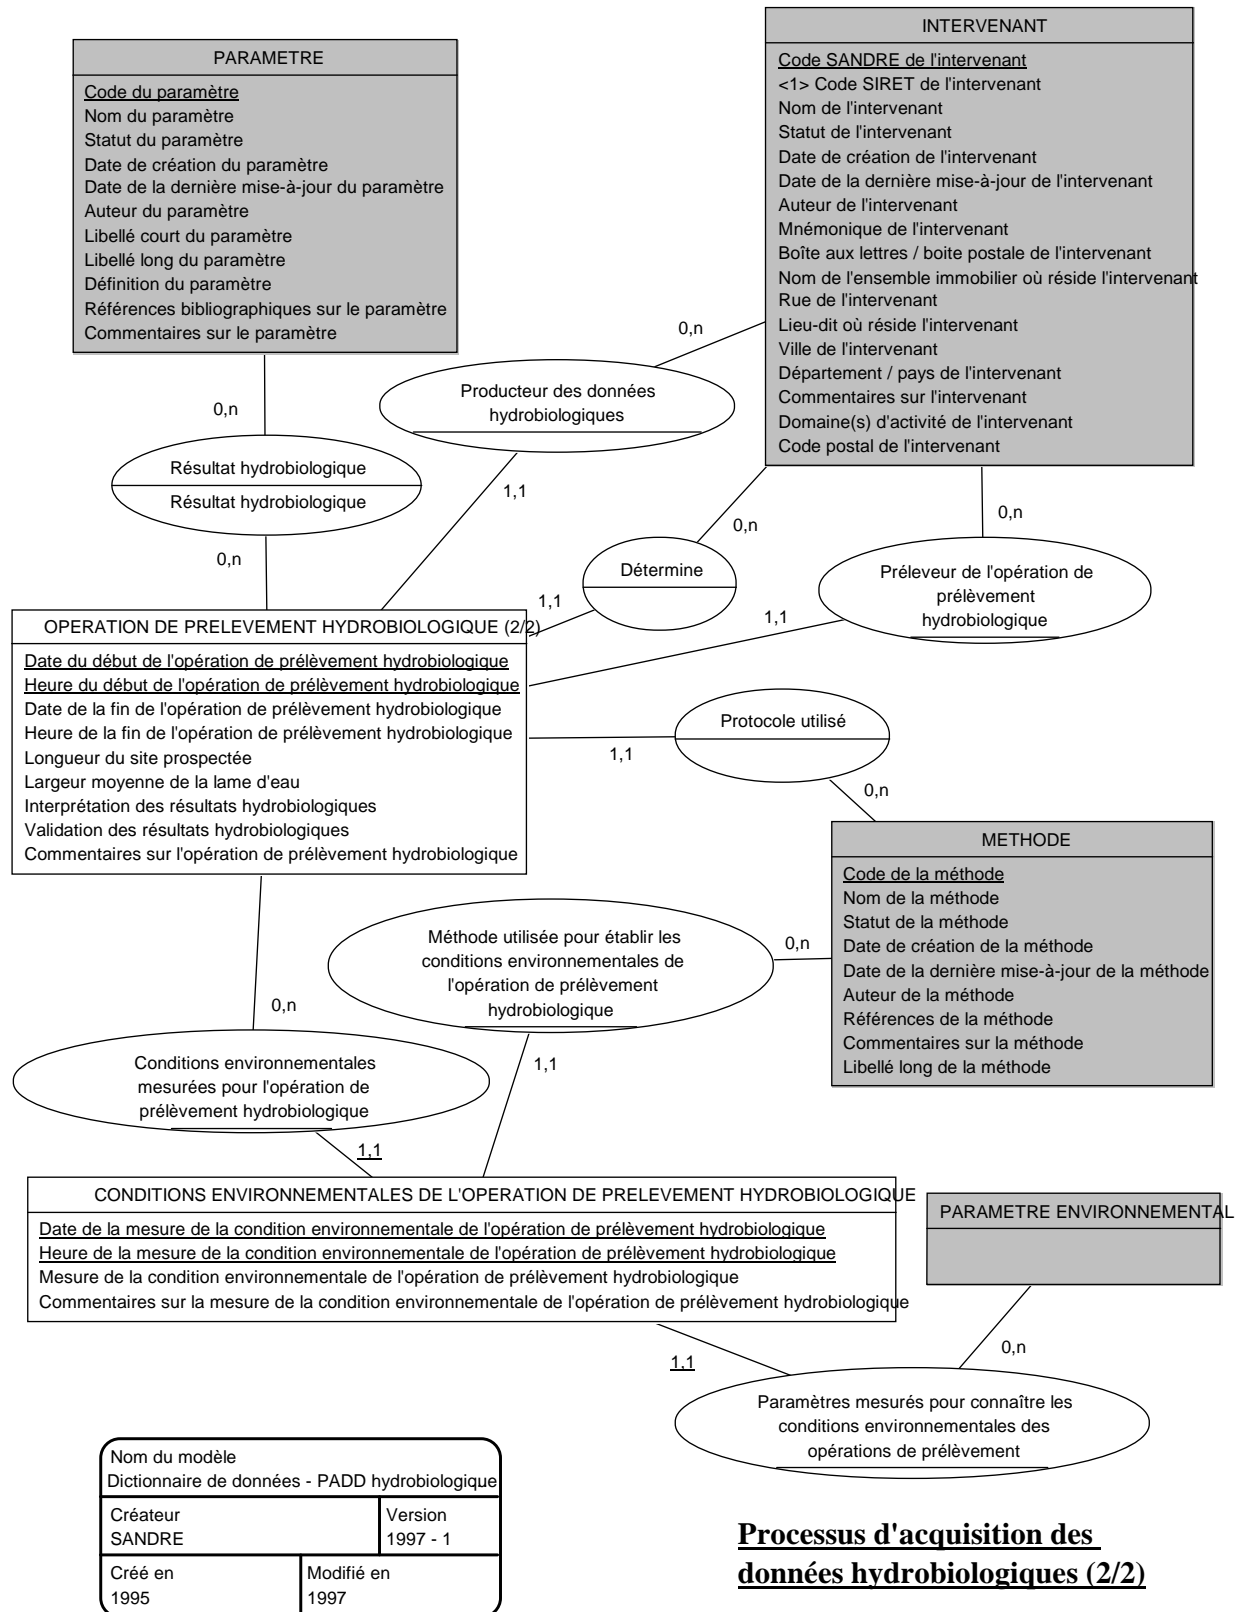 PARAMETRE
Code du paramètre
Nom du paramètre
Statut du paramètre
Date de création du paramètre
Date de la dernière mise-à-jour du paramètre
Auteur du paramètre
Libellé court du paramètre
Libellé long du paramètre
Définition du paramètre
Références bibliographiques sur le paramètre
Commentaires sur le paramètre
INTERVENANT
Code SANDRE de l'intervenant
<1> Code SIRET de l'intervenant
Nom de l'intervenant
Statut de l'intervenant
Date de création de l'intervenant
Date de la dernière mise-à-jour de l'intervenant
Auteur de l'intervenant
Mnémonique de l'intervenant
Boîte aux lettres / boite postale de l'intervenant
Nom de l'ensemble immobilier où réside l'intervenant
Rue de l'intervenant
Lieu-dit où réside l'intervenant
Ville de l'intervenant
Département / pays de l'intervenant
Commentaires sur l'intervenant
Domaine(s) d'activité de l'intervenant
Code postal de l'intervenant
0,n
Producteur des données
hydrobiologiques
1,1
0,n
Résultat hydrobiologique
Résultat hydrobiologique
0,n
0,n
Détermine
1,1
0,n
Préleveur de l'opération de
prélèvement
hydrobiologique
1,1
OPERATION DE PRELEVEMENT HYDROBIOLOGIQUE (2/2)
Date du début de l'opération de prélèvement hydrobiologique
Heure du début de l'opération de prélèvement hydrobiologique
Date de la fin de l'opération de prélèvement hydrobiologique
Heure de la fin de l'opération de prélèvement hydrobiologique
Longueur du site prospectée
Largeur moyenne de la lame d'eau
Interprétation des résultats hydrobiologiques
Validation des résultats hydrobiologiques
Commentaires sur l'opération de prélèvement hydrobiologique
Protocole utilisé
1,1
0,n
METHODE
Code de la méthode
Nom de la méthode
Statut de la méthode
Date de création de la méthode
Date de la dernière mise-à-jour de la méthode
Auteur de la méthode
Références de la méthode
Commentaires sur la méthode
Libellé long de la méthode
Méthode utilisée pour établir les
conditions environnementales de
l'opération de prélèvement
hydrobiologique
0,n
1,1
0,n
Conditions environnementales
mesurées pour l'opération de
prélèvement hydrobiologique
1,1
CONDITIONS ENVIRONNEMENTALES DE L'OPERATION DE PRELEVEMENT HYDROBIOLOGIQUE
Date de la mesure de la condition environnementale de l'opération de prélèvement hydrobiologique
Heure de la mesure de la condition environnementale de l'opération de prélèvement hydrobiologique
Mesure de la condition environnementale de l'opération de prélèvement hydrobiologique
Commentaires sur la mesure de la condition environnementale de l'opération de prélèvement hydrobiologique
PARAMETRE ENVIRONNEMENTAL
0,n
1,1
Paramètres mesurés pour connaître les
conditions environnementales des
opérations de prélèvement
Nom du modèle
Dictionnaire de données - PADD hydrobiologique
Créateur
SANDRE
Version
1997 - 1
Créé en
1995
Modifié en
1997
Processus d'acquisition des
données hydrobiologiques (2/2)